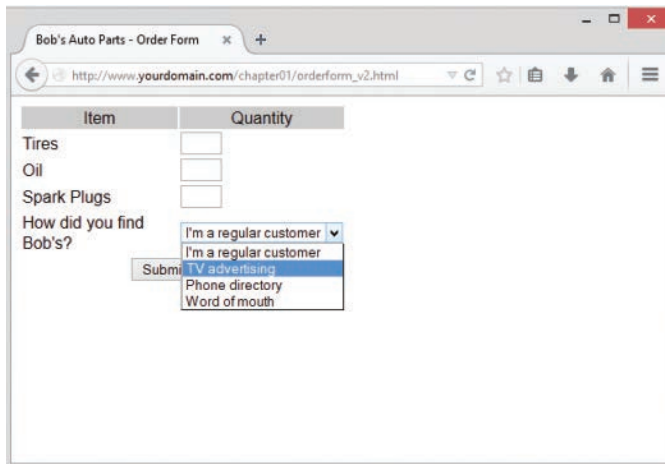 Bob's Auto Parts - Order Form
http://www.yourdomain.com/chapter01/orderform_v2.html
Item Quantity
Tires
Oil
Spark Plugs
How did you find
Bob's?
I'm a regular customer
I'm a regular customer
TV advertising
Phone directory
Word of mouth